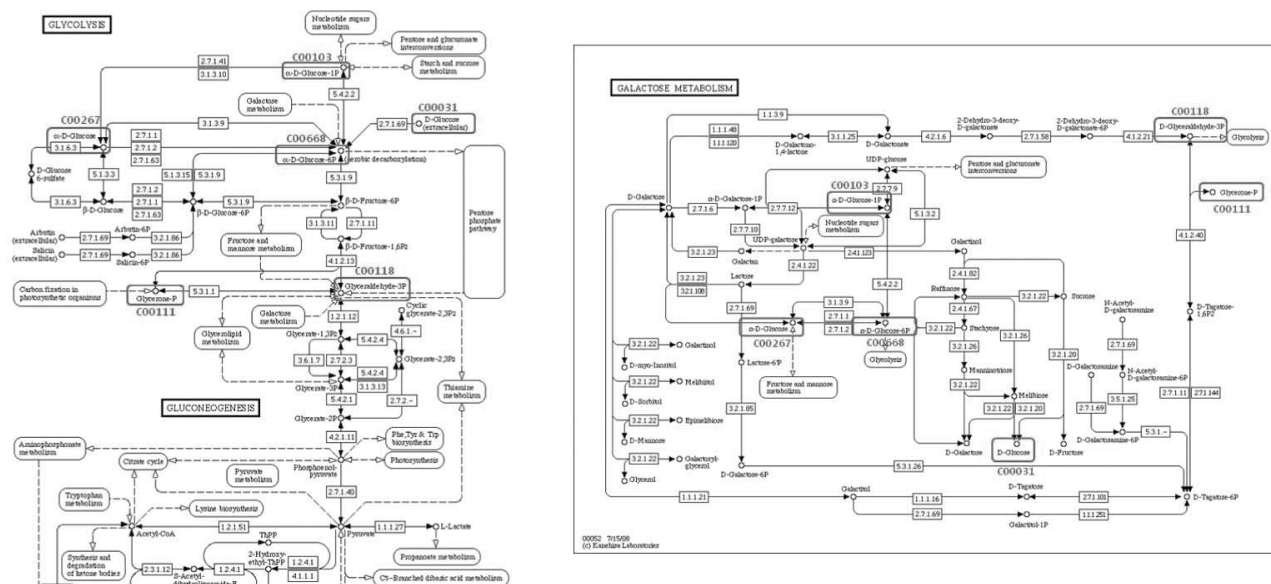 GLYCOLYSIS
Nucleotide sugars
metabolism
Pentose and glucuronate
interconversions
C00103
α-D-Glucose-1P
Starch and sucrose
metabolism
2.7.1.41
3.1.3.10
5.4.2.2
Galactose
metabolism
C00031
D-Glucose
(extracellular)
C00267
α-D-Glucose
3.1.3.9
C00668
2.7.1.69
α-D-Glucose-6P
(aerobic decarboxylation)
3.1.6.3
2.7.1.1
2.7.1.2
2.7.1.63
D-Glucose
6-sulfate
5.1.3.3
5.1.3.15
5.3.1.9
5.3.1.9
3.1.6.3
2.7.1.2
2.7.1.1
2.7.1.63
5.3.1.9
β-D-Glucose
β-D-Glucose-6P
β-D-Fructose-6P
Pentose
phosphate
pathway
3.1.3.11
2.7.1.11
Arbutin
(extracellular)
2.7.1.69
Arbutin-6P
3.2.1.86
Salicin
(extracellular)
2.7.1.69
Salicin-6P
3.2.1.86
Fructose and
mannose metabolism
β-D-Fructose-1,6P2
4.1.2.13
C00118
Glyceraldehyde-3P
Carbon fixation in
photosynthetic organisms
Glycerone-P
5.3.1.1
C00111
Galactose
metabolism
1.2.1.12
Cyclic
glycerate-2,3P2
Glycerolipid
metabolism
Glycerate-1,3P2
4.6.1.-
5.4.2.4
3.6.1.7
2.7.2.3
Glycerate-2,3P2
5.4.2.4
3.1.3.13
Glycerate-3P
5.4.2.1
2.7.2.-
Thiamine
metabolism
GLUCONEOGENESIS
Glycerate-2P
4.2.1.11
Phe,Tyr & Trp
biosynthesis
Aminophosphonate
metabolism
Citrate cycle
Photosynthesis
Pyruvate
metabolism
Phosphoenol-
pyruvate
Tryptophan
metabolism
Lysine biosynthesis
2.7.1.40
Acetyl-CoA
1.2.1.51
Pyruvate
1.1.1.27
L-Lactate
Synthesis and
degradation
of ketone bodies
ThPP
2-Hydroxy-
ethyl-ThPP
Propanoate metabolism
2.3.1.12
S-Acetyl-
1.2.4.1
1.2.4.1
4.1.1.1
C5-Branched dibasic acid metabolism
GALACTOSE METABOLISM
1.1.3.9
C00118
1.1.1.48
1.1.1.120
D-Galactono-
1,4-lactone
3.1.1.25
D-Galactonate
4.2.1.6
2-Dehydro-3-deoxy-
D-galactonate
2.7.1.58
2-Dehydro-3-deoxy-
D-galactonate-6P
4.1.2.21
D-Glyceraldehyde-3P
Glycolysis
UDP-glucose
Pentose and glucuronate
interconversions
C00103
2.7.7.9
α-D-Glucose-1P
Glycerone-P
C00111
D-Galactose
2.7.1.6
α-D-Galactose-1P
2.7.7.12
5.1.3.2
Nucleotide sugars
metabolism
2.7.7.10
UDP-galactose
4.1.2.40
3.2.1.23
Galactan
2.4.1.22
2.4.1.123
Galactinol
3.2.1.23
3.2.1.108
Lactose
5.4.2.2
2.4.1.82
Raffinose
3.2.1.22
Sucrose
2.7.1.69
3.1.3.9
2.7.1.1
2.7.1.2
α-D-Glucose
C00267
α-D-Glucose-6P
C00668
Glycolysis
2.4.1.67
3.2.1.22
Stachyose
3.2.1.26
3.2.1.26
N-Acetyl-
D-galactosamine
D-Tagatose-
1,6P2
3.2.1.22
Galactinol
D-myo-Inositol
Lactose-6'P
Fructose and mannose metabolism
Manninotriose
3.2.1.20
2.7.1.69
D-Galactosamine
N-Acetyl-
D-galactosamine-6P
2.7.1.11
2.7.1.144
3.2.1.22
Melibiitol
D-Sorbitol
3.2.1.22
Melibiose
3.2.1.22
3.2.1.20
3.2.1.85
2.7.1.69
3.5.1.25
3.2.1.22
Epimelibiose
D-Mannose
D-Galactose
D-Glucose
D-Fructose
D-Galactosamine-6P
5.3.1.-
C00031
3.2.1.22
Galactosyl-
glycerol
Glycerol
D-Galactose-6P
5.3.1.26
1.1.1.21
Galactitol
1.1.1.16
D-Tagatose
2.7.1.101
D-Tagatose-6P
2.7.1.69
Galactitol-1P
1.1.1.251
00052 7/15/08
(c) Kanehisa Laboratories